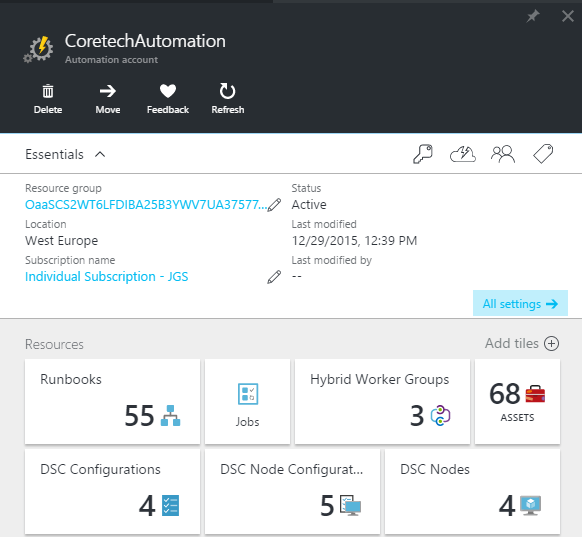 CoretechAutomation
Automation account
Delete Move Feedback Refresh
Essentials
Resource group Status
OaaSCS2WT6LFDIBA25B3YWV7UA37577... Active
Location Last modified
West Europe 12/29/2015, 12:39 PM
Subscription name Last modified by
Individual Subscription - JGS --
All settings
Resources Add tiles
Runbooks Hybrid Worker Groups
55 Jobs 3 68
ASSETS
DSC Configurations DSC Node Configurat... DSC Nodes
4 5 4